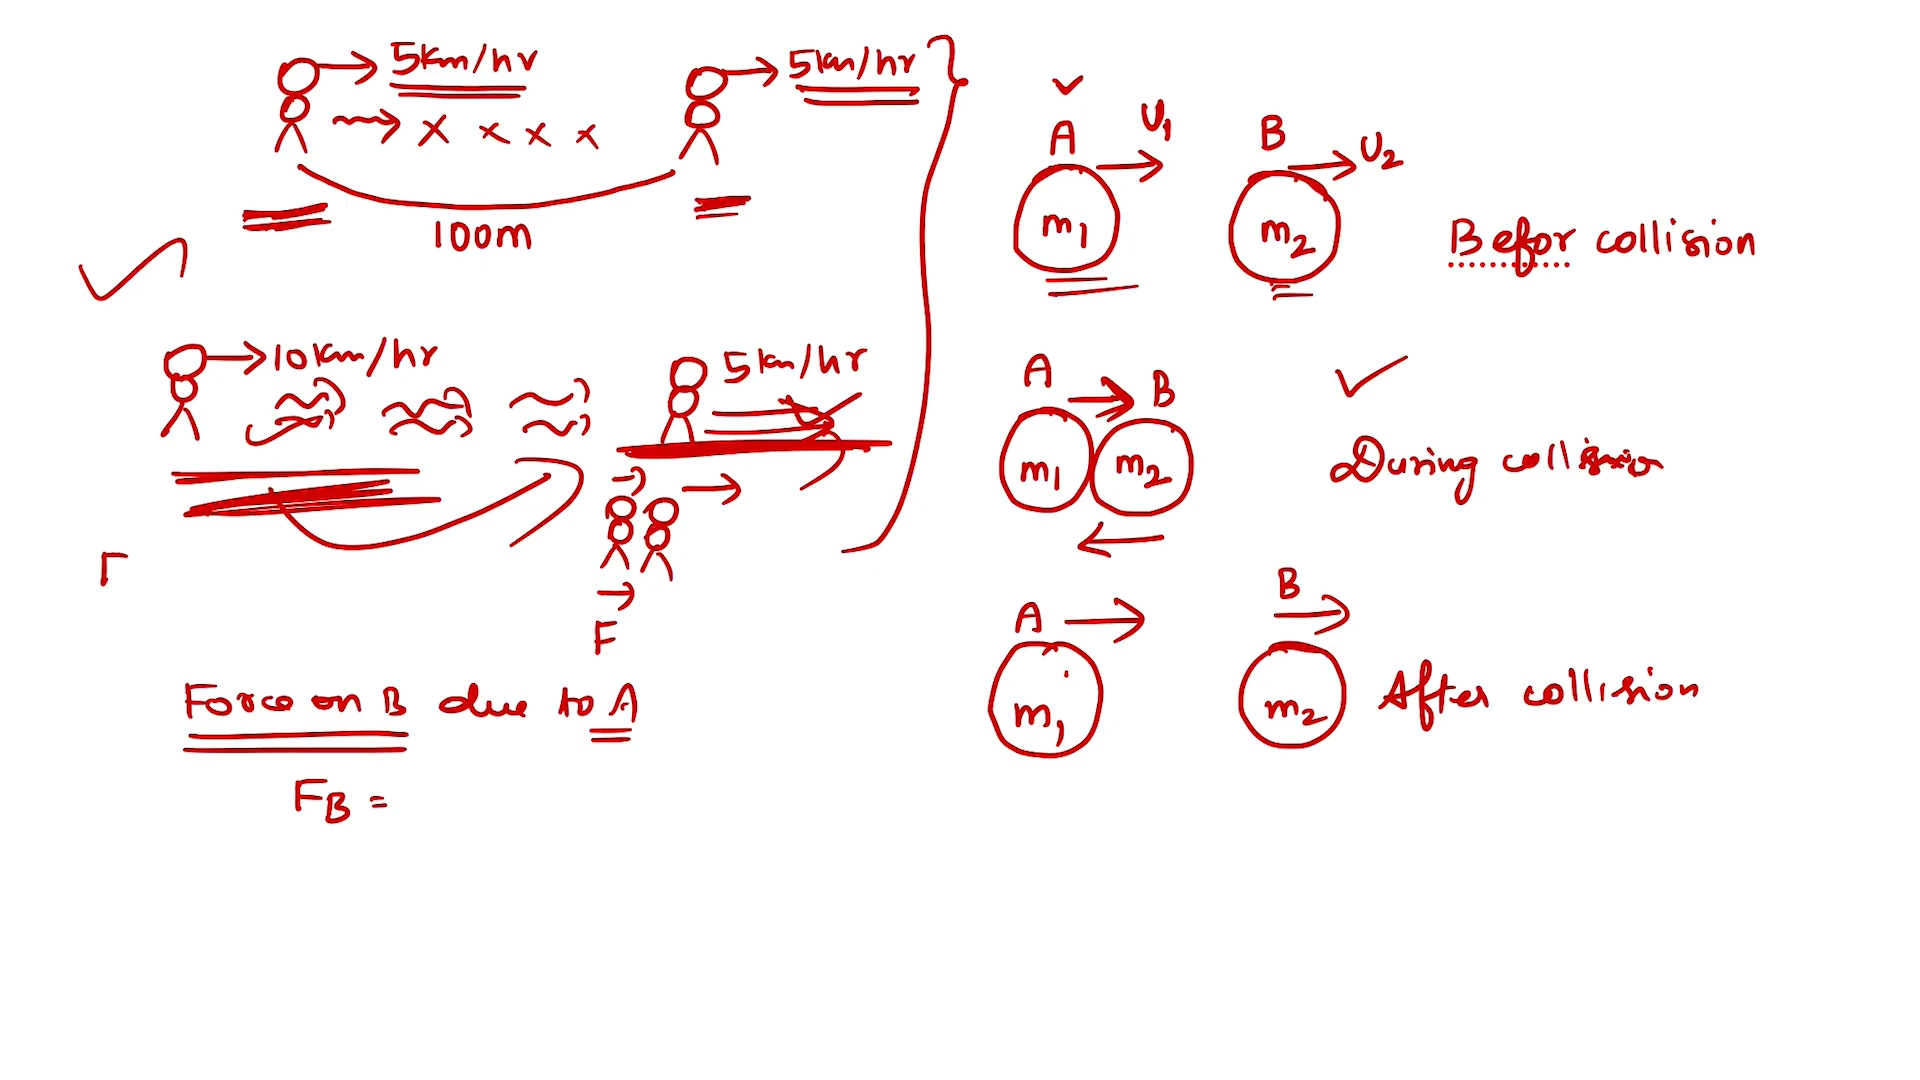 5km/hr
5km/hr
x x x x
100m
10km/hr
5km/hr
F
Force on B due to A
FB =
A U1 B U2
m1 m2
Befor collision
A B
m1 m2
During collision
A B
m1 m2
After collision